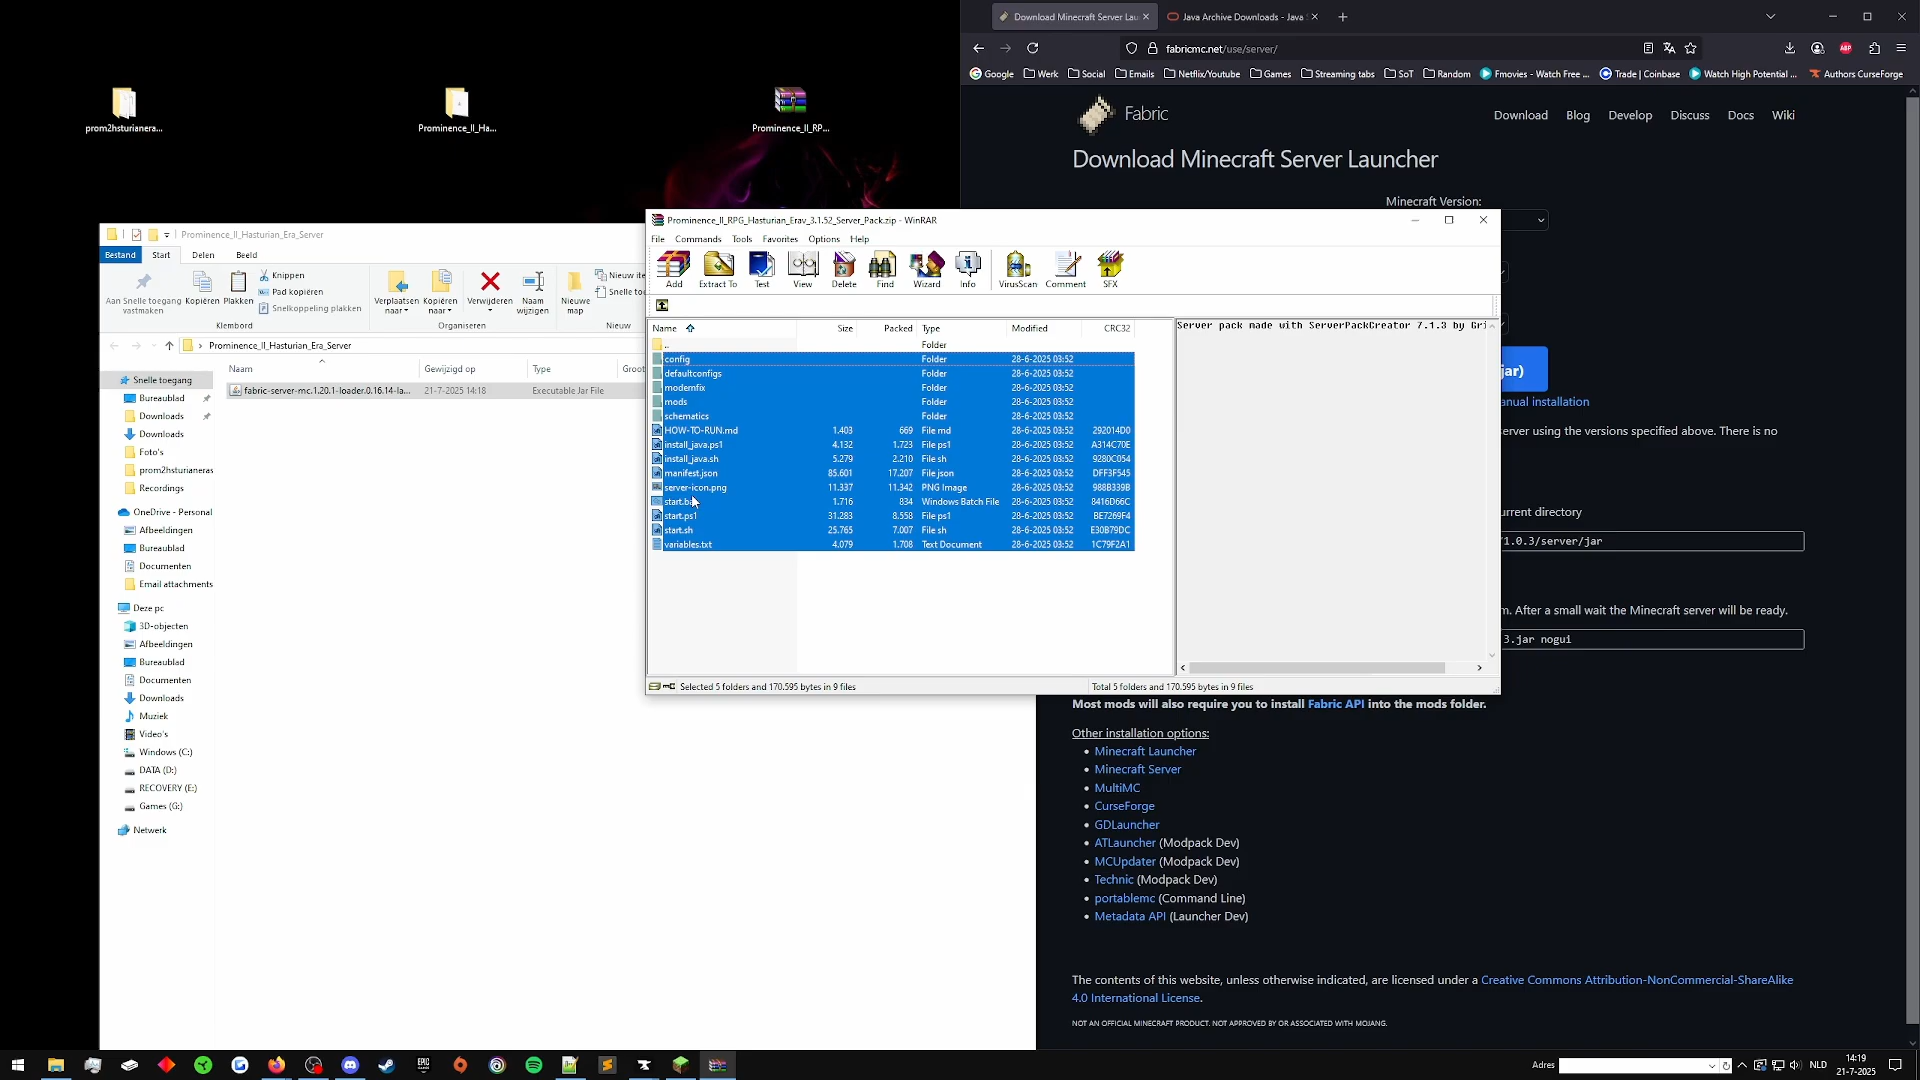 Download Minecraft Server Lau
Java Archive Downloads - Java
fabricmc.net/use/server/
Google
Werk
Social
Emails
Netflix/Youtube
Games
Streaming tabs
SoT
Random
Fmovies - Watch Free ...
Trade | Coinbase
Watch High Potential ...
Authors CurseForge
prom2hsturianera...
Prominence_II_Ha...
Prominence_II_RP...
Fabric
Download
Blog
Develop
Discuss
Docs
Wiki
Download Minecraft Server Launcher
Minecraft Version:
Prominence_II_Hasturian_Era_Server
Bestand
Start
Delen
Beeld
Aan Snelle toegang vastmaken
Kopiëren
Plakken
Knippen
Pad kopiëren
Snelkoppeling plakken
Klembord
Verplaatsen naar
Kopiëren naar
Verwijderen
Naam wijzigen
Organiseren
Nieuwe map
Nieuw ite
Snelle toe
Nieuw
Prominence_II_Hasturian_Era_Server
Naam
Gewijzigd op
Type
Groot
fabric-server-mc.1.20.1-loader.0.16.14-la...
21-7-2025 14:18
Executable Jar File
Snelle toegang
Bureaublad
Downloads
Downloads
Foto's
prom2hsturianeras
Recordings
OneDrive - Personal
Afbeeldingen
Bureaublad
Documenten
Email attachments
Deze pc
3D-objecten
Afbeeldingen
Bureaublad
Documenten
Downloads
Muziek
Video's
Windows (C:)
DATA (D:)
RECOVERY (E:)
Games (G:)
Netwerk
Prominence_II_RPG_Hasturian_Erav_3.1.52_Server_Pack.zip - WinRAR
File Commands Tools Favorites Options Help
Add
Extract To
Test
View
Delete
Find
Wizard
Info
VirusScan
Comment
SFX
Name Size Packed Type Modified CRC32
.. Folder
config Folder 28-6-2025 03:52
defaultconfigs Folder 28-6-2025 03:52
modernfix Folder 28-6-2025 03:52
mods Folder 28-6-2025 03:52
schematics Folder 28-6-2025 03:52
HOW-TO-RUN.md 1.403 669 File md 28-6-2025 03:52 292014D0
install_java.ps1 4.132 1.723 File ps1 28-6-2025 03:52 A314C70E
install_java.sh 5.279 2.210 File sh 28-6-2025 03:52 9280C054
manifest.json 85.601 17.207 File json 28-6-2025 03:52 DFF3F545
server-icon.png 11.337 11.342 PNG Image 28-6-2025 03:52 988B339B
start.ba 1.716 834 Windows Batch File 28-6-2025 03:52 8416D66C
start.ps1 31.283 8.558 File ps1 28-6-2025 03:52 BE7269F4
start.sh 25.765 7.007 File sh 28-6-2025 03:52 E30B79DC
variables.txt 4.079 1.708 Text Document 28-6-2025 03:52 1C79F2A1
Server pack made with ServerPackCreator 7.1.3 by Gri
Selected 5 folders and 170.595 bytes in 9 files
Total 5 folders and 170.595 bytes in 9 files
jar)
anual installation
erver using the versions specified above. There is no
urrent directory
/1.0.3/server/jar
m. After a small wait the Minecraft server will be ready.
3.jar nogui
Most mods will also require you to install Fabric API into the mods folder.
Other installation options:
Minecraft Launcher
Minecraft Server
MultiMC
CurseForge
GDLauncher
ATLauncher (Modpack Dev)
MCUpdater (Modpack Dev)
Technic (Modpack Dev)
portablemc (Command Line)
Metadata API (Launcher Dev)
The contents of this website, unless otherwise indicated, are licensed under a Creative Commons Attribution-NonCommercial-ShareAlike
4.0 International License.
NOT AN OFFICIAL MINECRAFT PRODUCT. NOT APPROVED BY OR ASSOCIATED WITH MOJANG.
EPIC
Adres
NLD
14:19
21-7-2025